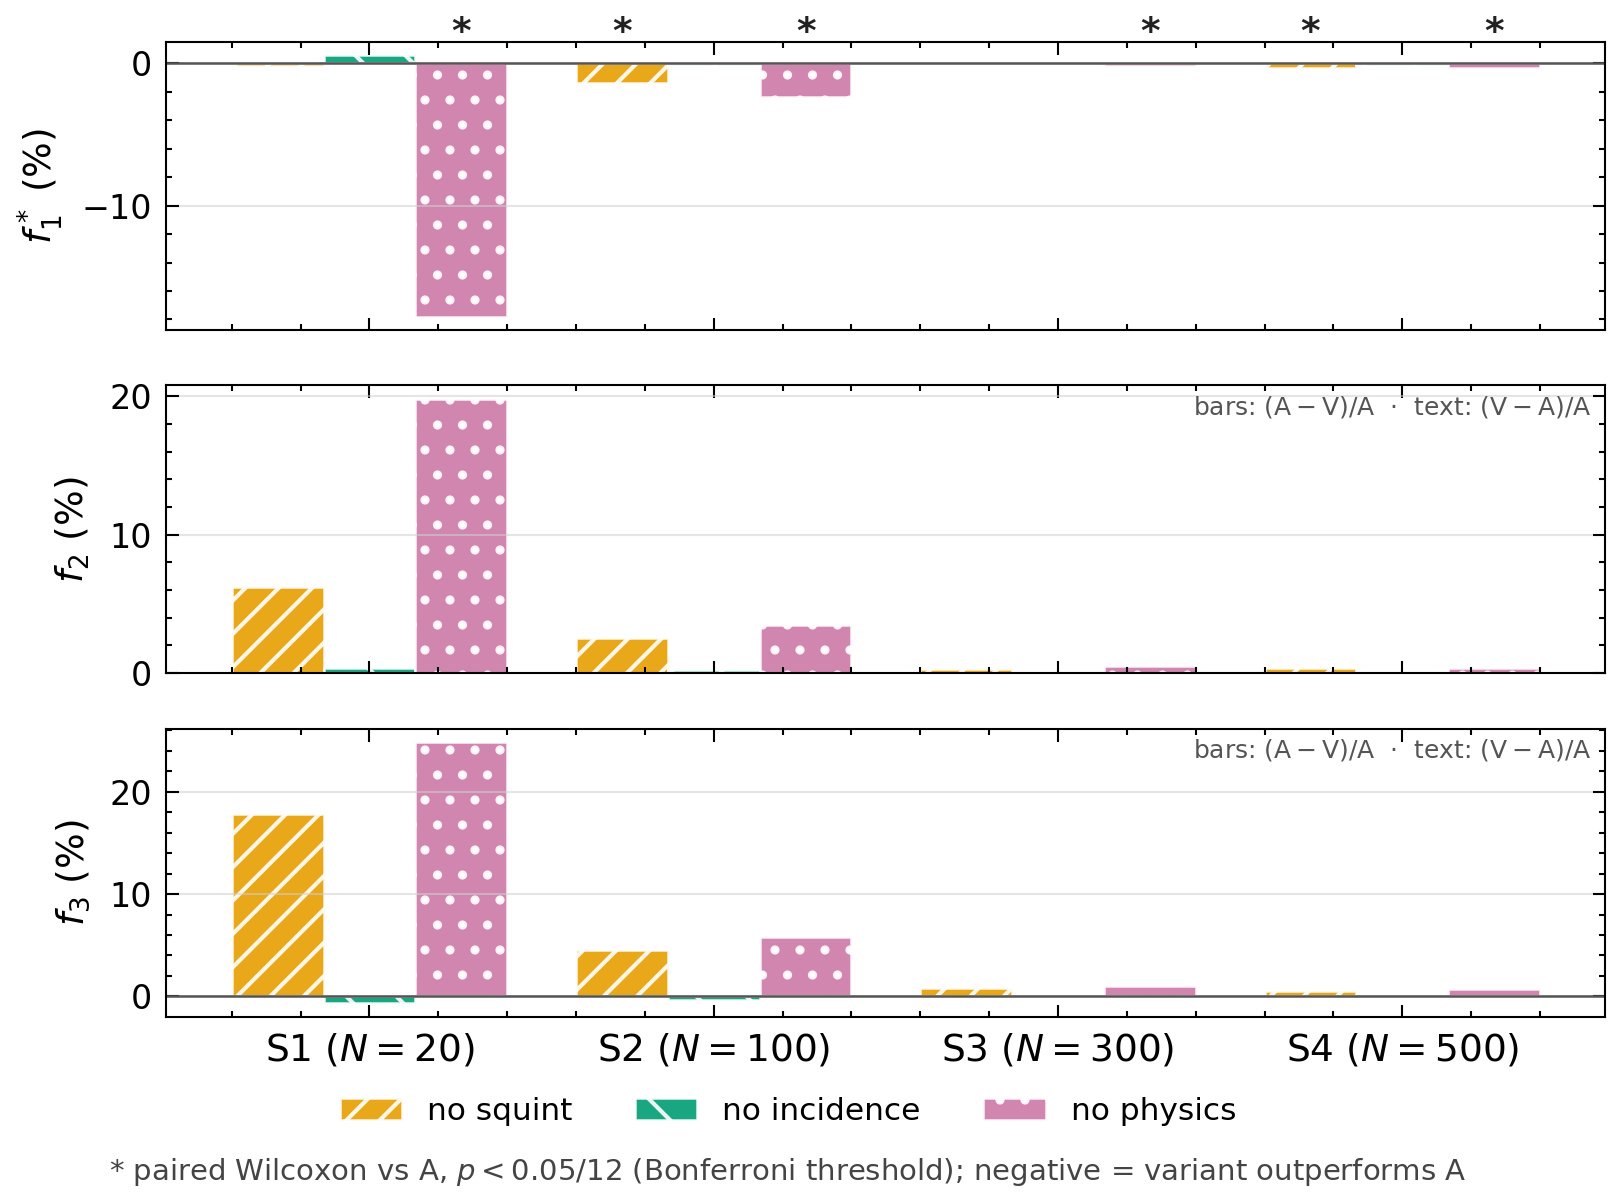 * * * * * *
0
−10
f₁* (%)
20
10
0
f₂ (%)
bars: (A − V)/A · text: (V − A)/A
20
10
0
f₃ (%)
bars: (A − V)/A · text: (V − A)/A
S1 (N = 20) S2 (N = 100) S3 (N = 300) S4 (N = 500)
no squint no incidence no physics
* paired Wilcoxon vs A, p < 0.05/12 (Bonferroni threshold); negative = variant outperforms A